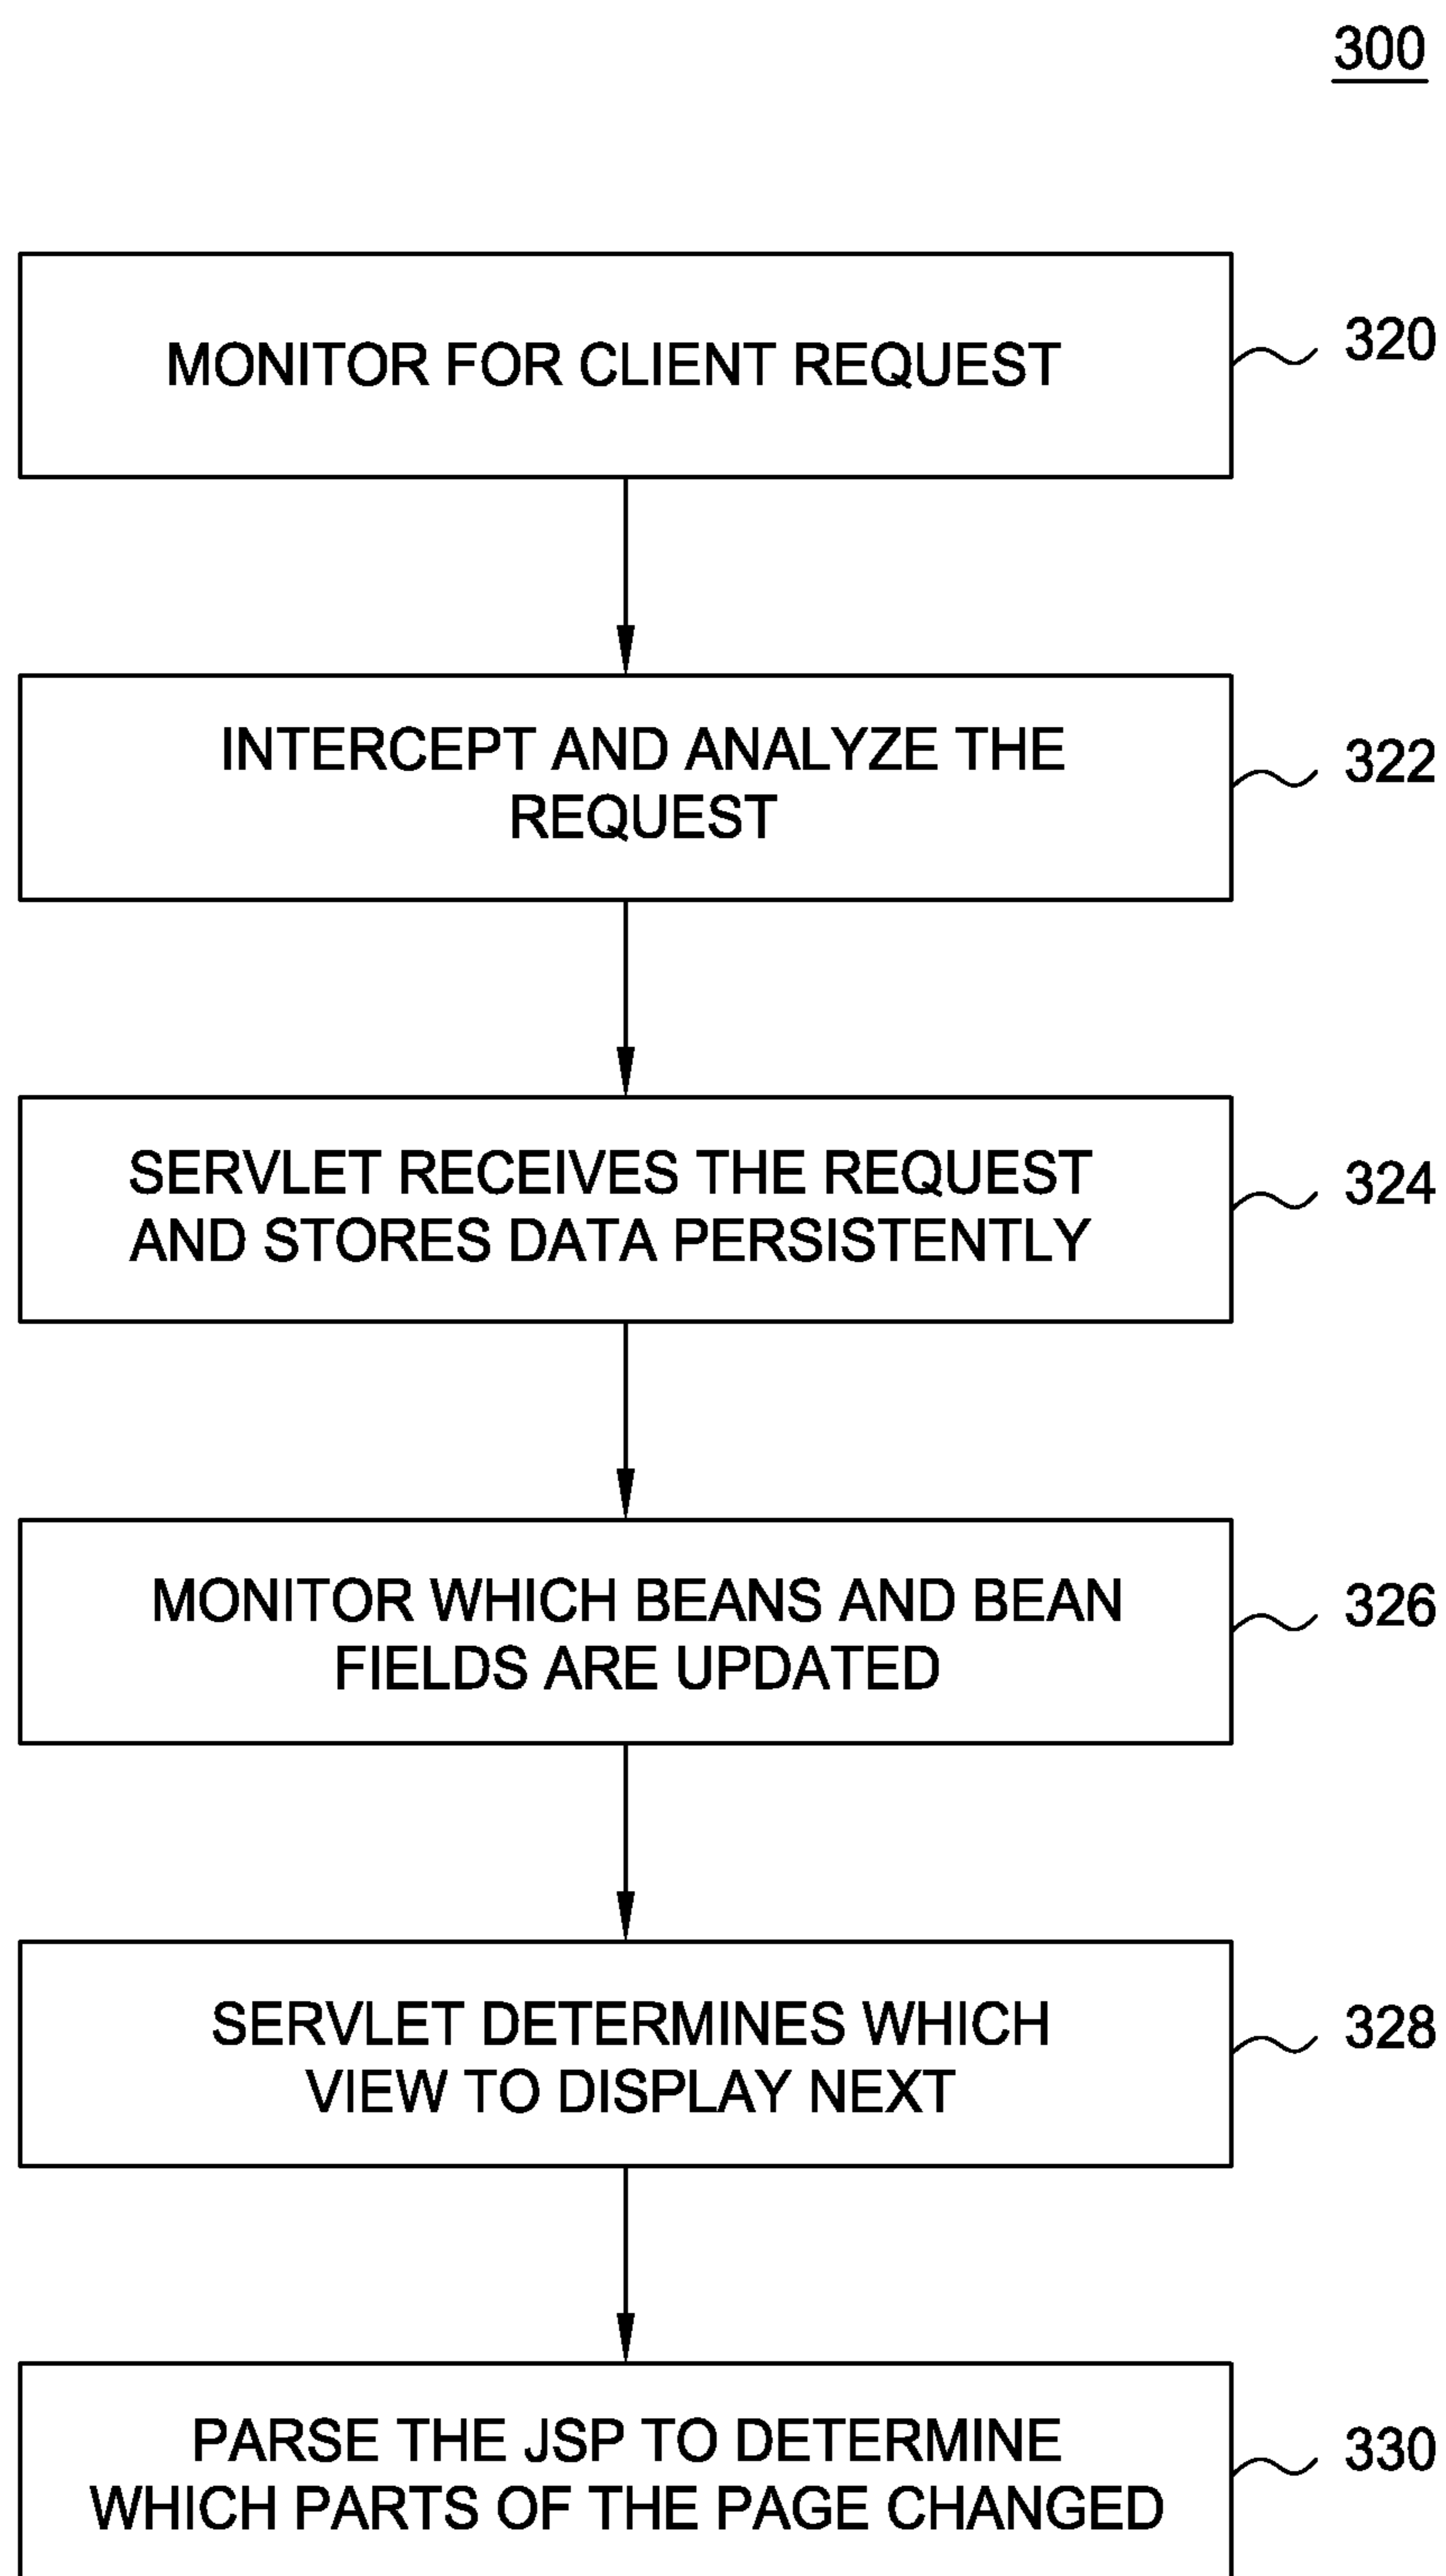 300
MONITOR FOR CLIENT REQUEST
320
INTERCEPT AND ANALYZE THE
REQUEST
322
SERVLET RECEIVES THE REQUEST
AND STORES DATA PERSISTENTLY
324
MONITOR WHICH BEANS AND BEAN
FIELDS ARE UPDATED
326
SERVLET DETERMINES WHICH
VIEW TO DISPLAY NEXT
328
PARSE THE JSP TO DETERMINE
WHICH PARTS OF THE PAGE CHANGED
330